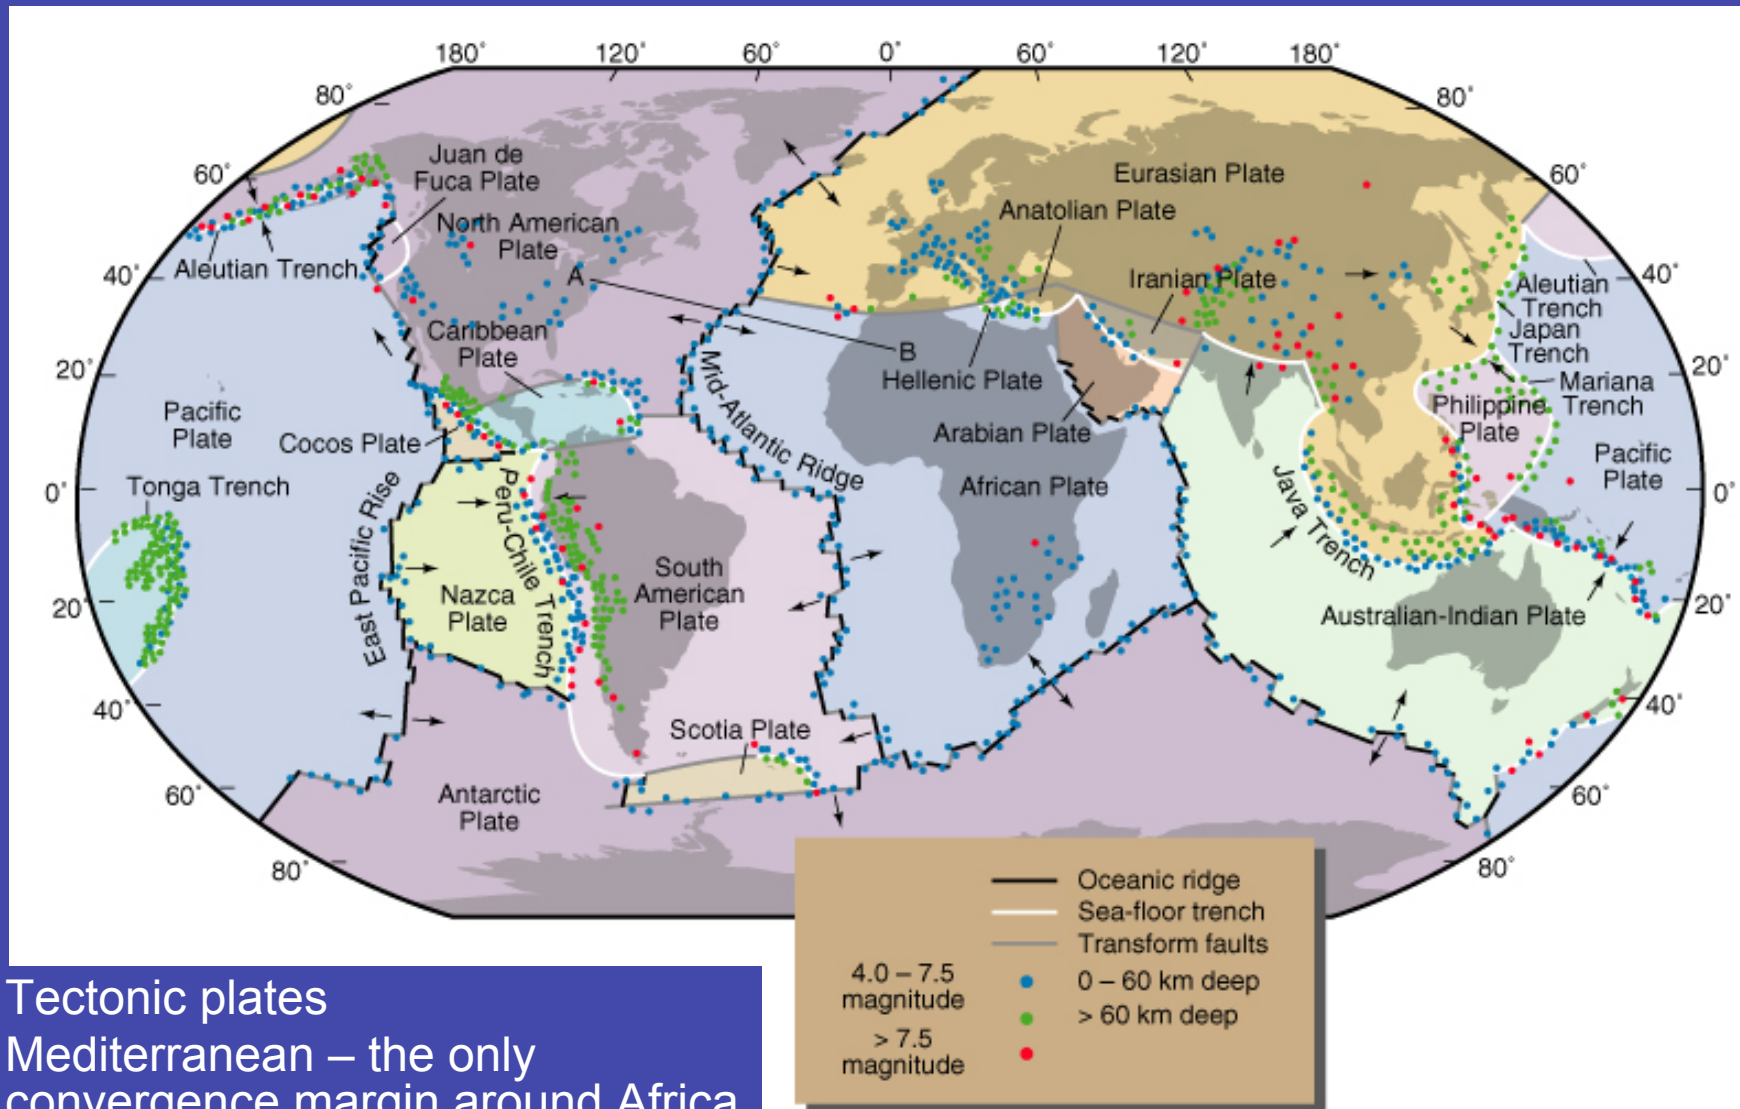 180° 120° 60° 0° 60° 120° 180°
80° 80°
60° 60°
40° 40°
20° 20°
0° 0°
20° 20°
40° 40°
60° 60°
80° 80°
Juan de
Fuca Plate
North American
Plate
Aleutian Trench
A
Caribbean
Plate
Pacific
Plate
Cocos Plate
Tonga Trench
East Pacific Rise
Peru-Chile Trench
Nazca
Plate
South
American
Plate
Antarctic
Plate
Scotia Plate
Mid-Atlantic Ridge
B
Hellenic Plate
Eurasian Plate
Anatolian Plate
Iranian Plate
Arabian Plate
African Plate
Java Trench
Australian-Indian Plate
Aleutian
Trench
Japan
Trench
Mariana
Trench
Philippine
Plate
Pacific
Plate
Oceanic ridge
Sea-floor trench
Transform faults
4.0 – 7.5
magnitude
0 – 60 km deep
> 60 km deep
> 7.5
magnitude
Tectonic plates
Mediterranean – the only
convergence margin around Africa